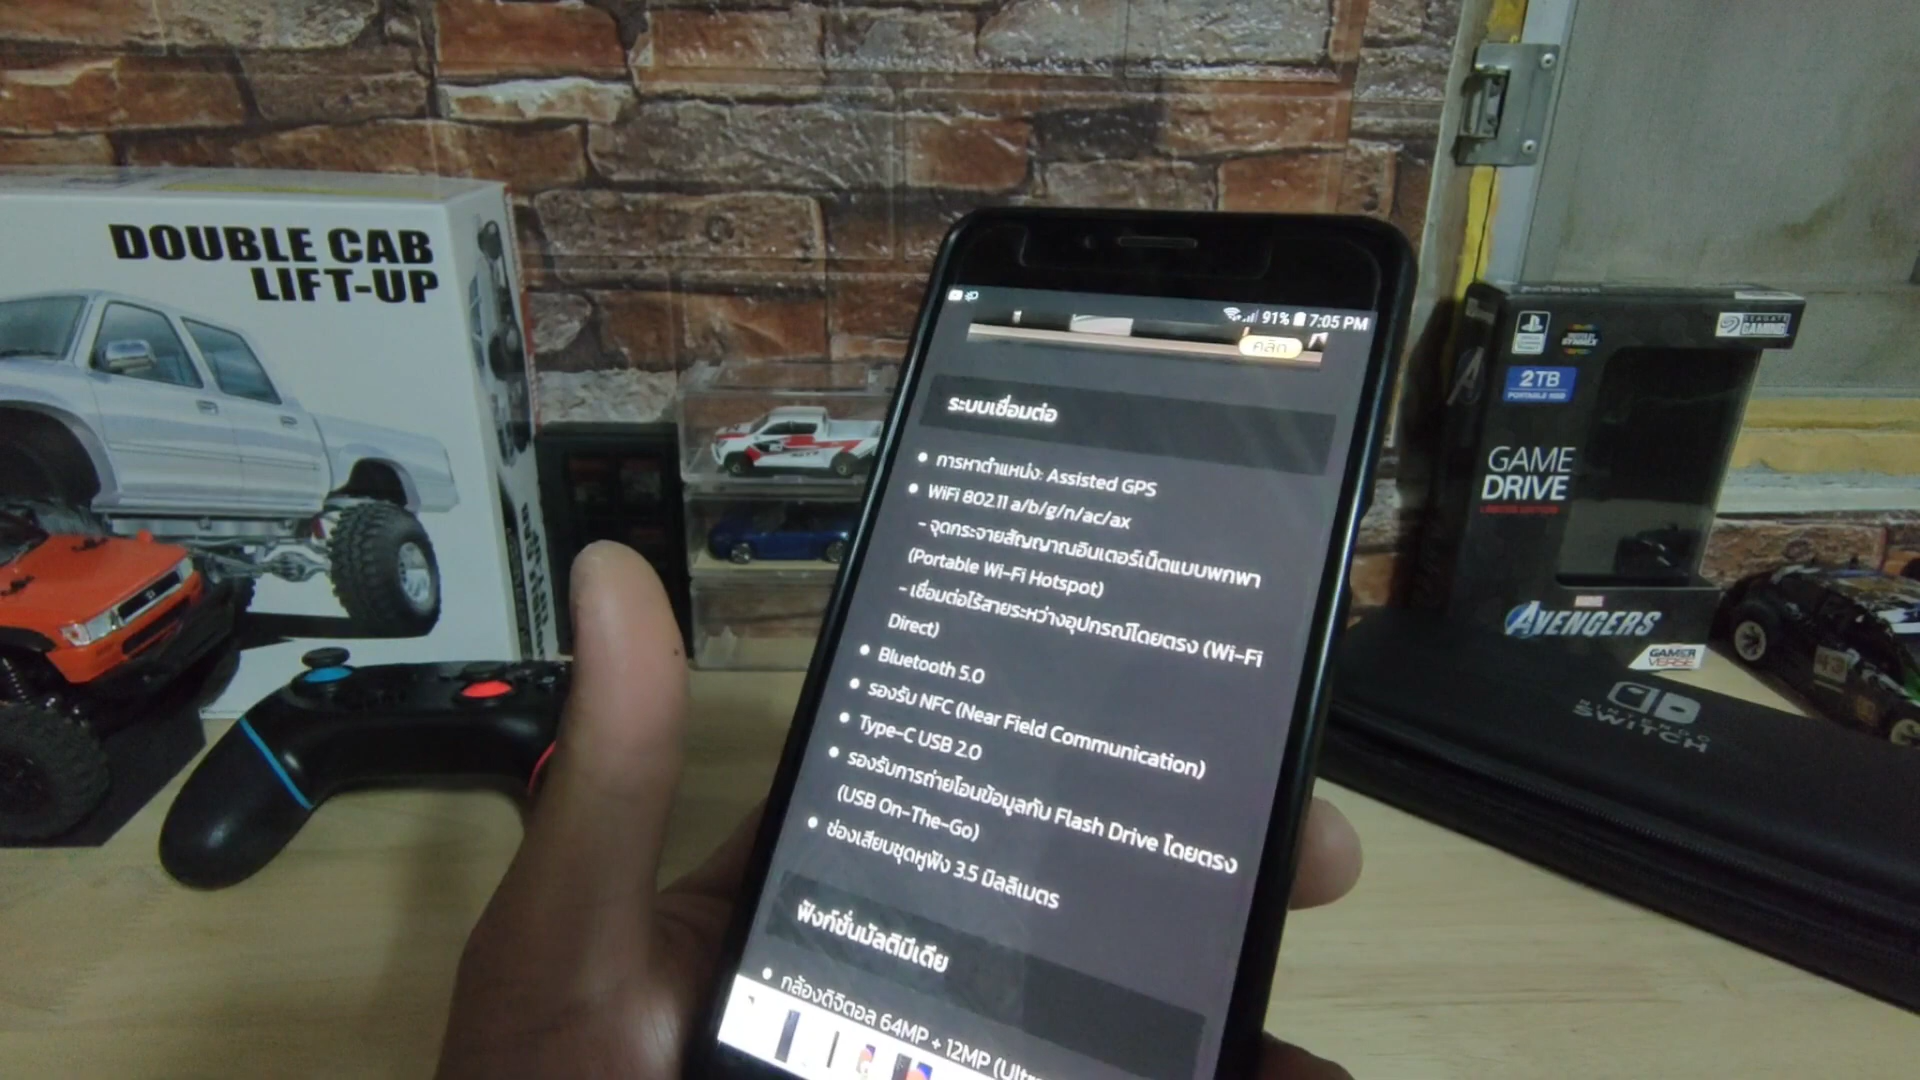 DOUBLE CAB
LIFT-UP
91% 7:05 PM
คลิก
ระบบเชื่อมต่อ
การหาตำแหน่ง: Assisted GPS
WiFi 802.11 a/b/g/n/ac/ax
- จุดกระจายสัญญาณอินเตอร์เน็ตแบบพกพา
(Portable Wi-Fi Hotspot)
- เชื่อมต่อไร้สายระหว่างอุปกรณ์โดยตรง (Wi-Fi
Direct)
Bluetooth 5.0
รองรับ NFC (Near Field Communication)
Type-C USB 2.0
รองรับการถ่ายโอนข้อมูลกับ Flash Drive โดยตรง
(USB On-The-Go)
ช่องเสียบชุดหูฟัง 3.5 มิลลิเมตร
ฟังก์ชั่นมัลติมีเดีย
กล้องดิจิตอล 64MP + 12MP
SEAGATE
GAMING
2TB
GAME
DRIVE
LIMITED EDITION
MARVEL
AVENGERS
GAMER
VERSE
NINTENDO
SWITCH